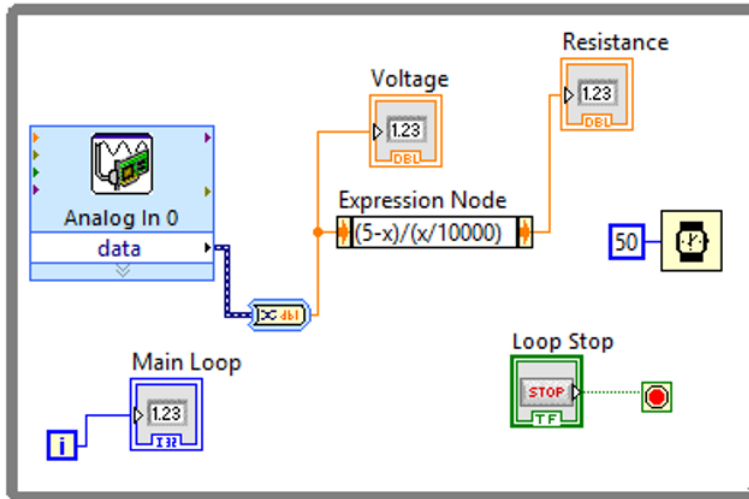 Resistance
Voltage
1.23
DBL
1.23
DBL
Analog In 0
data
Expression Node
(5-x)/(x/10000)
50
dbl
Main Loop
1.23
I32
i
Loop Stop
STOP
TF